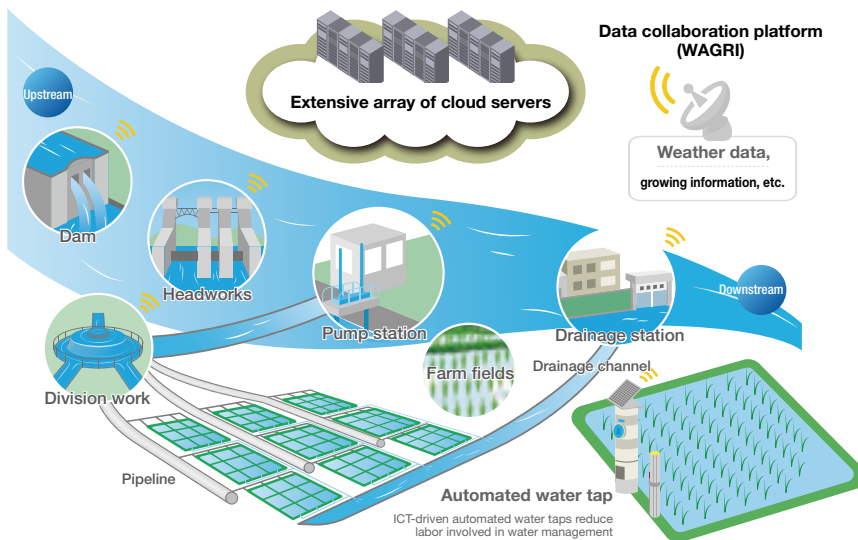 Data collaboration platform
(WAGRI)
Extensive array of cloud servers
Upstream
Weather data,
growing information, etc.
Dam
Headworks
Pump station
Drainage station
Downstream
Division work
Farm fields
Drainage channel
Pipeline
Automated water tap
ICT-driven automated water taps reduce
labor involved in water management